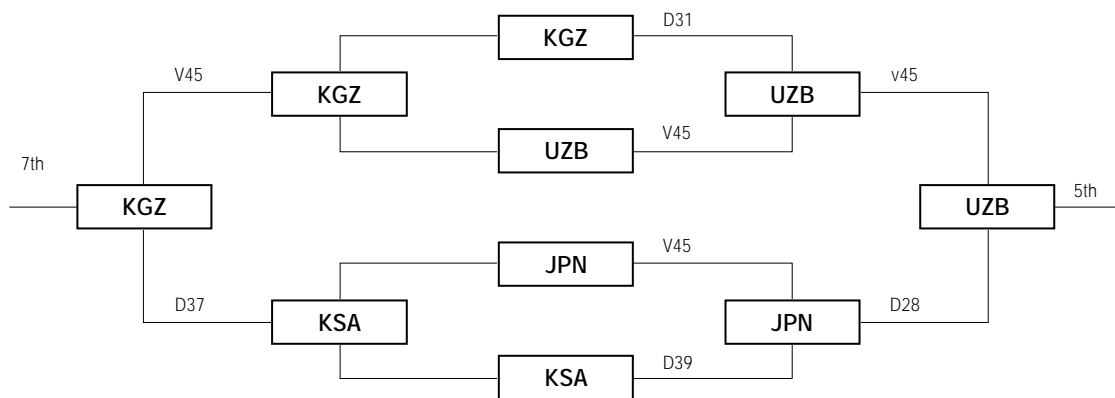 KGZ D31
V45 v45
KGZ UZB
UZB V45
7th
5th
KGZ UZB
JPN V45
D37 D28
KSA JPN
KSA D39